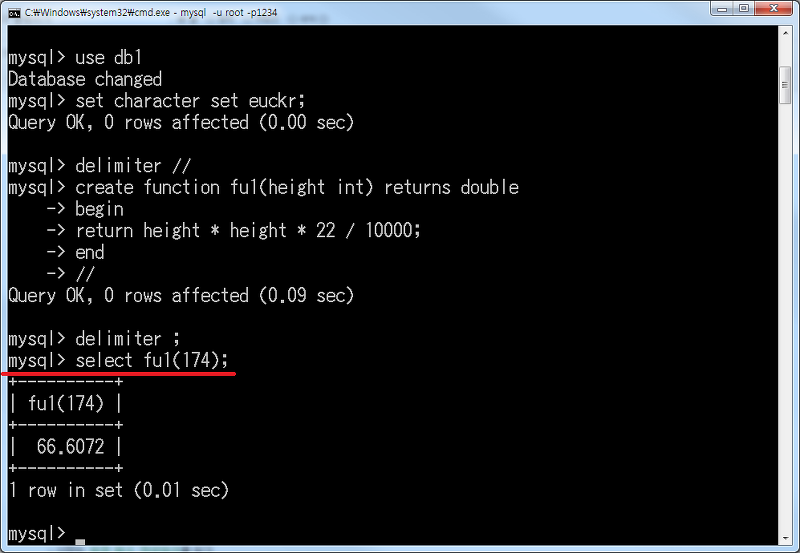 C:₩Windows₩system32₩cmd.exe - mysql -u root -p1234
mysql> use db1
Database changed
mysql> set character set euckr;
Query OK, 0 rows affected (0.00 sec)
mysql> delimiter //
mysql> create function fu1(height int) returns double
-> begin
-> return height * height * 22 / 10000;
-> end
-> //
Query OK, 0 rows affected (0.09 sec)
mysql> delimiter ;
mysql> select fu1(174);
+----------+
| fu1(174) |
+----------+
|  66.6072 |
+----------+
1 row in set (0.01 sec)
mysql> _